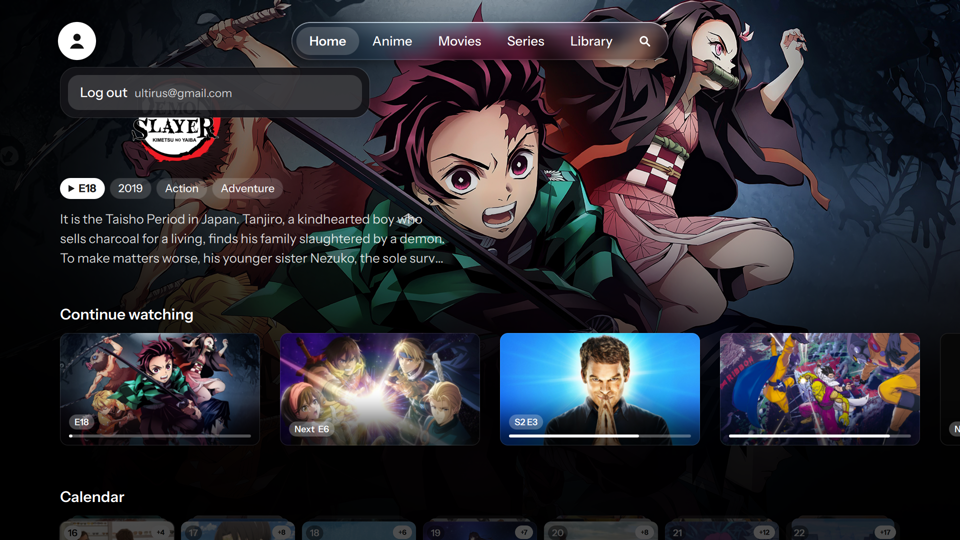 Home
Anime
Movies
Series
Library
Log out ultirus@gmail.com
DEMON
SLAYER
KIMETSU NO YAIBA
E18
2019
Action
Adventure
It is the Taisho Period in Japan. Tanjiro, a kindhearted boy who
sells charcoal for a living, finds his family slaughtered by a demon.
To make matters worse, his younger sister Nezuko, the sole surv...
Continue watching
E18
Next E6
S2 E3
RIBBON
N
Calendar
16
+4
17
+8
18
+6
19
+7
20
+8
21
+12
22
+17